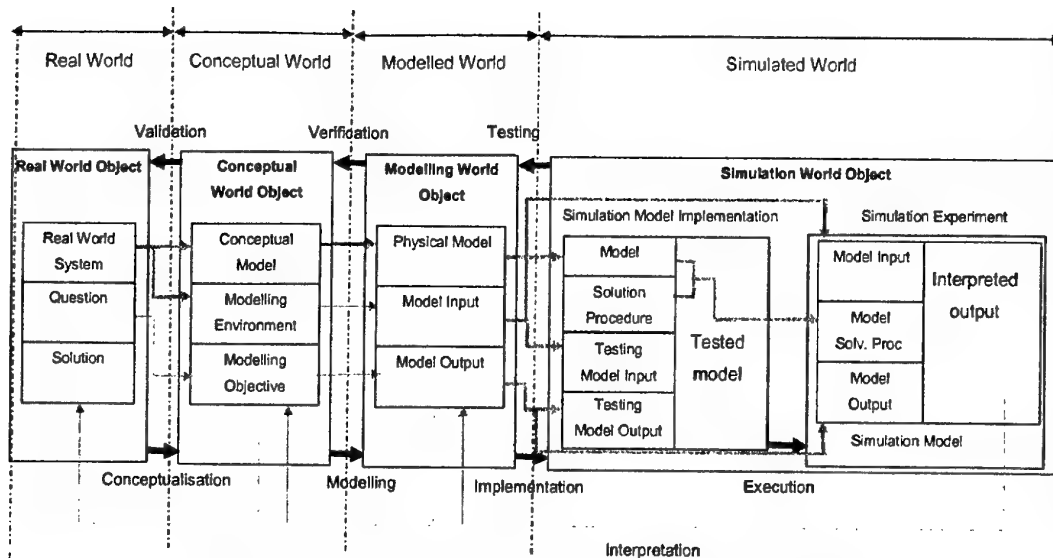 Real World
Conceptual World
Modelled World
Simulated World
Validation
Verification
Testing
Real World Object
Conceptual
World Object
Modelling World
Object
Simulation World Object
Simulation Model Implementation
Simulation Experiment
Real World
System
Question
Solution
Conceptual
Model
Modelling
Environment
Modelling
Objective
Physical Model
Model Input
Model Output
Model
Solution
Procedure
Testing
Model Input
Testing
Model Output
Tested
model
Model Input
Model
Solv. Proc
Model
Output
Interpreted
output
Simulation Model
Conceptualisation
Modelling
Implementation
Execution
Interpretation